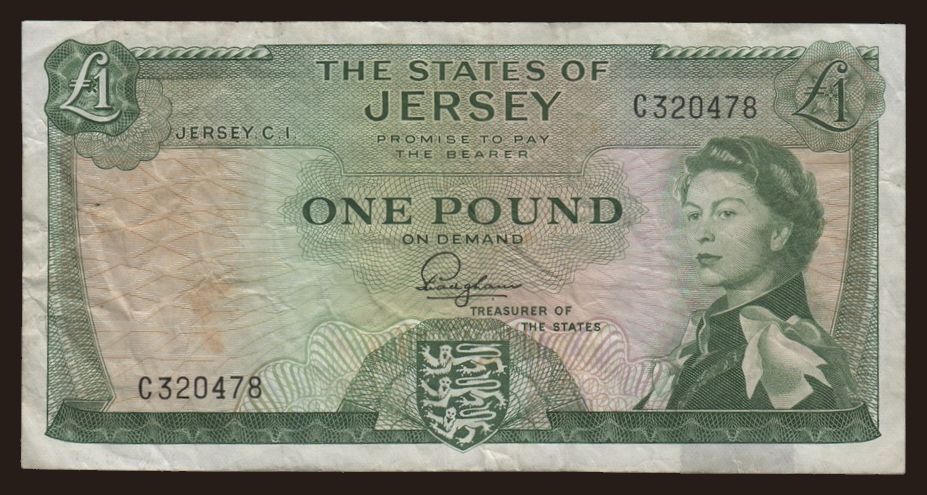 £1
THE STATES OF
JERSEY
C320478
£1
JERSEY. C.I.
PROMISE TO PAY
THE BEARER
ONE POUND
ON DEMAND
Padgham
TREASURER OF
THE STATES
C320478